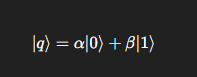 |q⟩ = α|0⟩ + β|1⟩